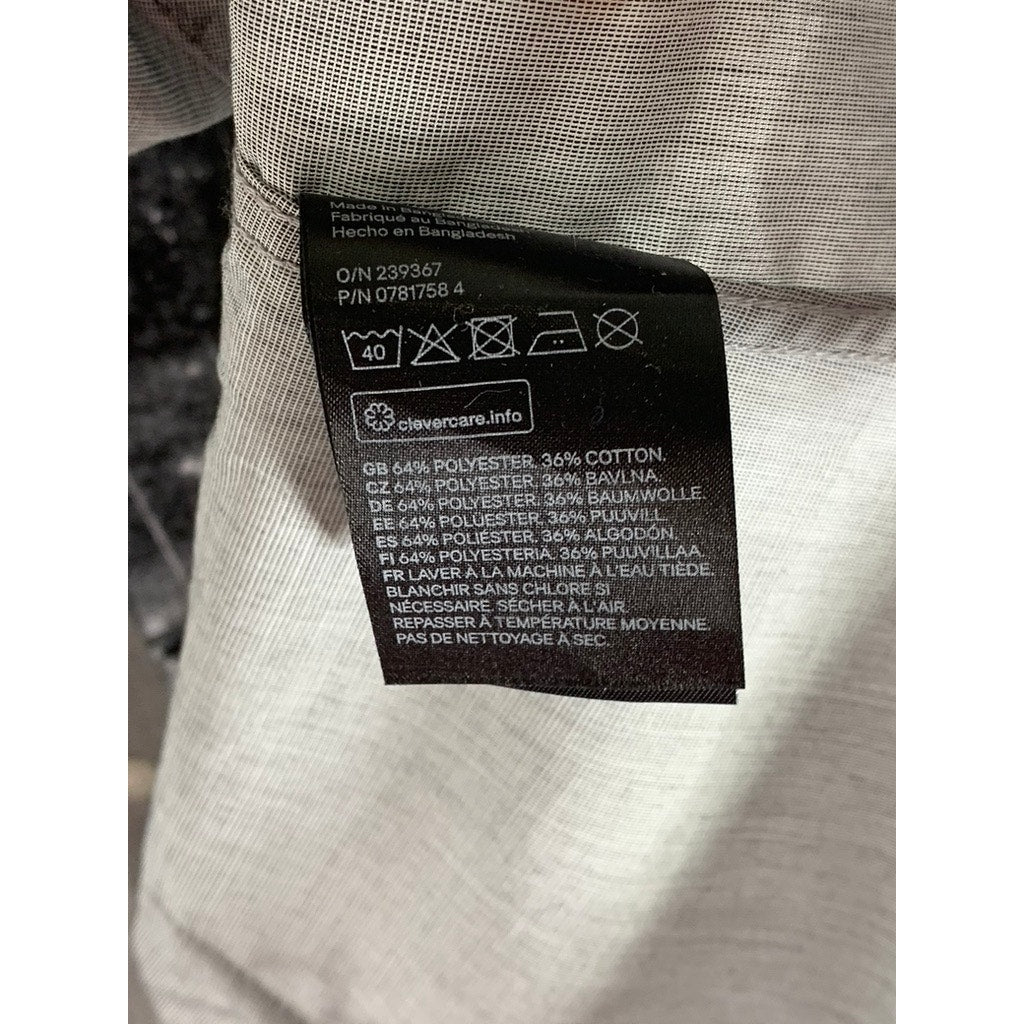 Made in
Fabriqué au Bangladesh
Hecho en Bangladesh
O/N 239367
P/N 0781758 4
40
clevercare.info
GB 64% POLYESTER, 36% COTTON.
CZ 64% POLYESTER, 36% BAVLNA.
DE 64% POLYESTER, 36% BAUMWOLLE.
EE 64% POLÜESTER, 36% PUUVILL.
ES 64% POLIÉSTER, 36% ALGODÓN.
FI 64% POLYESTERIA, 36% PUUVILLAA.
FR LAVER À LA MACHINE À L'EAU TIÈDE.
BLANCHIR SANS CHLORE SI
NÉCESSAIRE. SÉCHER À L'AIR.
REPASSER À TEMPÉRATURE MOYENNE.
PAS DE NETTOYAGE À SEC.